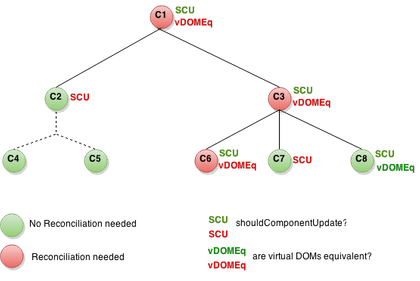 C1 SCU
vDOMEq
C2 SCU
C3 SCU
vDOMEq
C4 C5
C6 SCU
vDOMEq
C7 SCU
C8 SCU
vDOMEq
No Reconciliation needed
Reconciliation needed
SCU shouldComponentUpdate?
SCU
vDOMEq are virtual DOMs equivalent?
vDOMEq